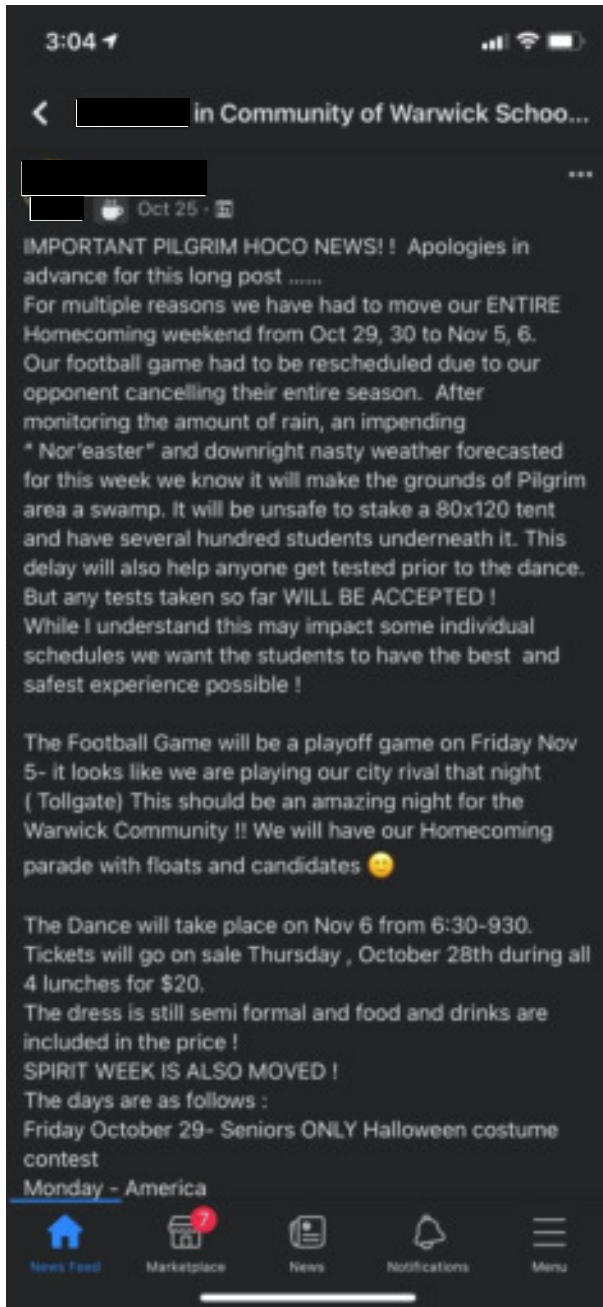 3:04
in Community of Warwick Schoo...
Oct 25 ·
IMPORTANT PILGRIM HOCO NEWS! ! Apologies in
advance for this long post ......
For multiple reasons we have had to move our ENTIRE
Homecoming weekend from Oct 29, 30 to Nov 5, 6.
Our football game had to be rescheduled due to our
opponent cancelling their entire season. After
monitoring the amount of rain, an impending
“ Nor'easter” and downright nasty weather forecasted
for this week we know it will make the grounds of Pilgrim
area a swamp. It will be unsafe to stake a 80x120 tent
and have several hundred students underneath it. This
delay will also help anyone get tested prior to the dance.
But any tests taken so far WILL BE ACCEPTED !
While I understand this may impact some individual
schedules we want the students to have the best and
safest experience possible !
The Football Game will be a playoff game on Friday Nov
5- it looks like we are playing our city rival that night
( Tollgate) This should be an amazing night for the
Warwick Community !! We will have our Homecoming
parade with floats and candidates 🙂
The Dance will take place on Nov 6 from 6:30-930.
Tickets will go on sale Thursday , October 28th during all
4 lunches for $20.
The dress is still semi formal and food and drinks are
included in the price !
SPIRIT WEEK IS ALSO MOVED !
The days are as follows :
Friday October 29- Seniors ONLY Halloween costume
contest
Monday - America
7
News Feed
Marketplace
News
Notifications
Menu